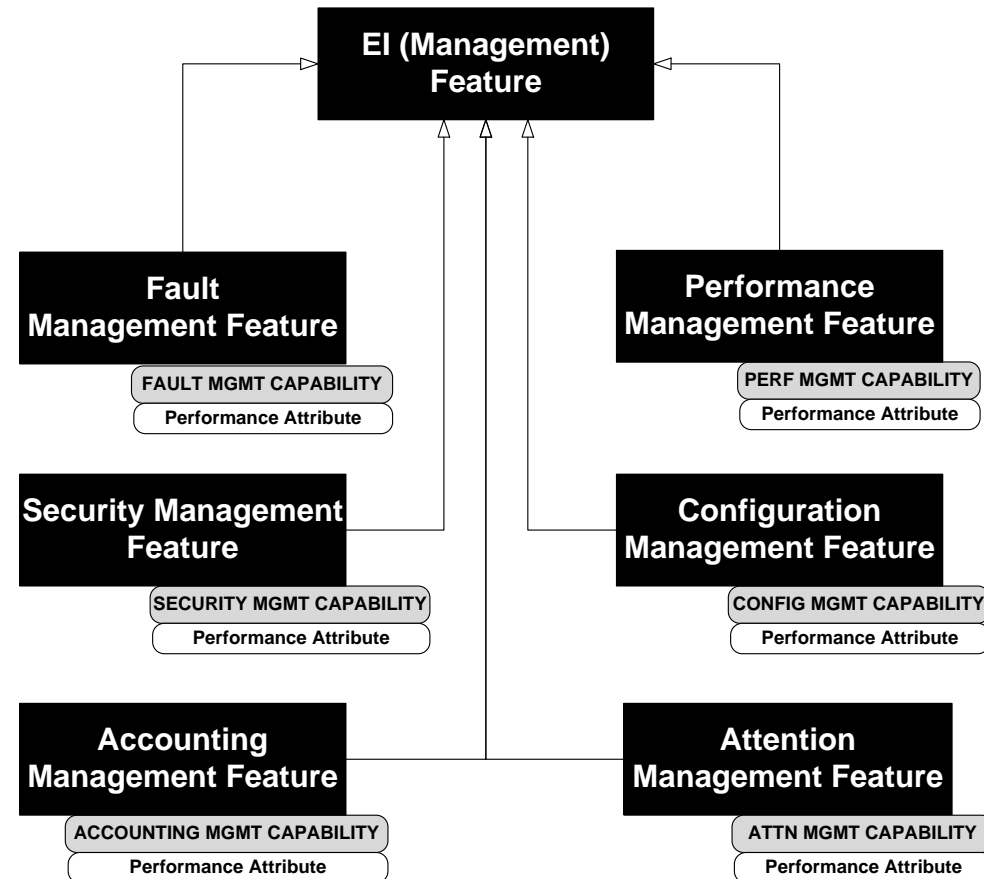 EI (Management)
Feature
Fault
Management Feature
FAULT MGMT CAPABILITY
Performance Attribute
Performance
Management Feature
PERF MGMT CAPABILITY
Performance Attribute
Security Management
Feature
SECURITY MGMT CAPABILITY
Performance Attribute
Configuration
Management Feature
CONFIG MGMT CAPABILITY
Performance Attribute
Accounting
Management Feature
ACCOUNTING MGMT CAPABILITY
Performance Attribute
Attention
Management Feature
ATTN MGMT CAPABILITY
Performance Attribute